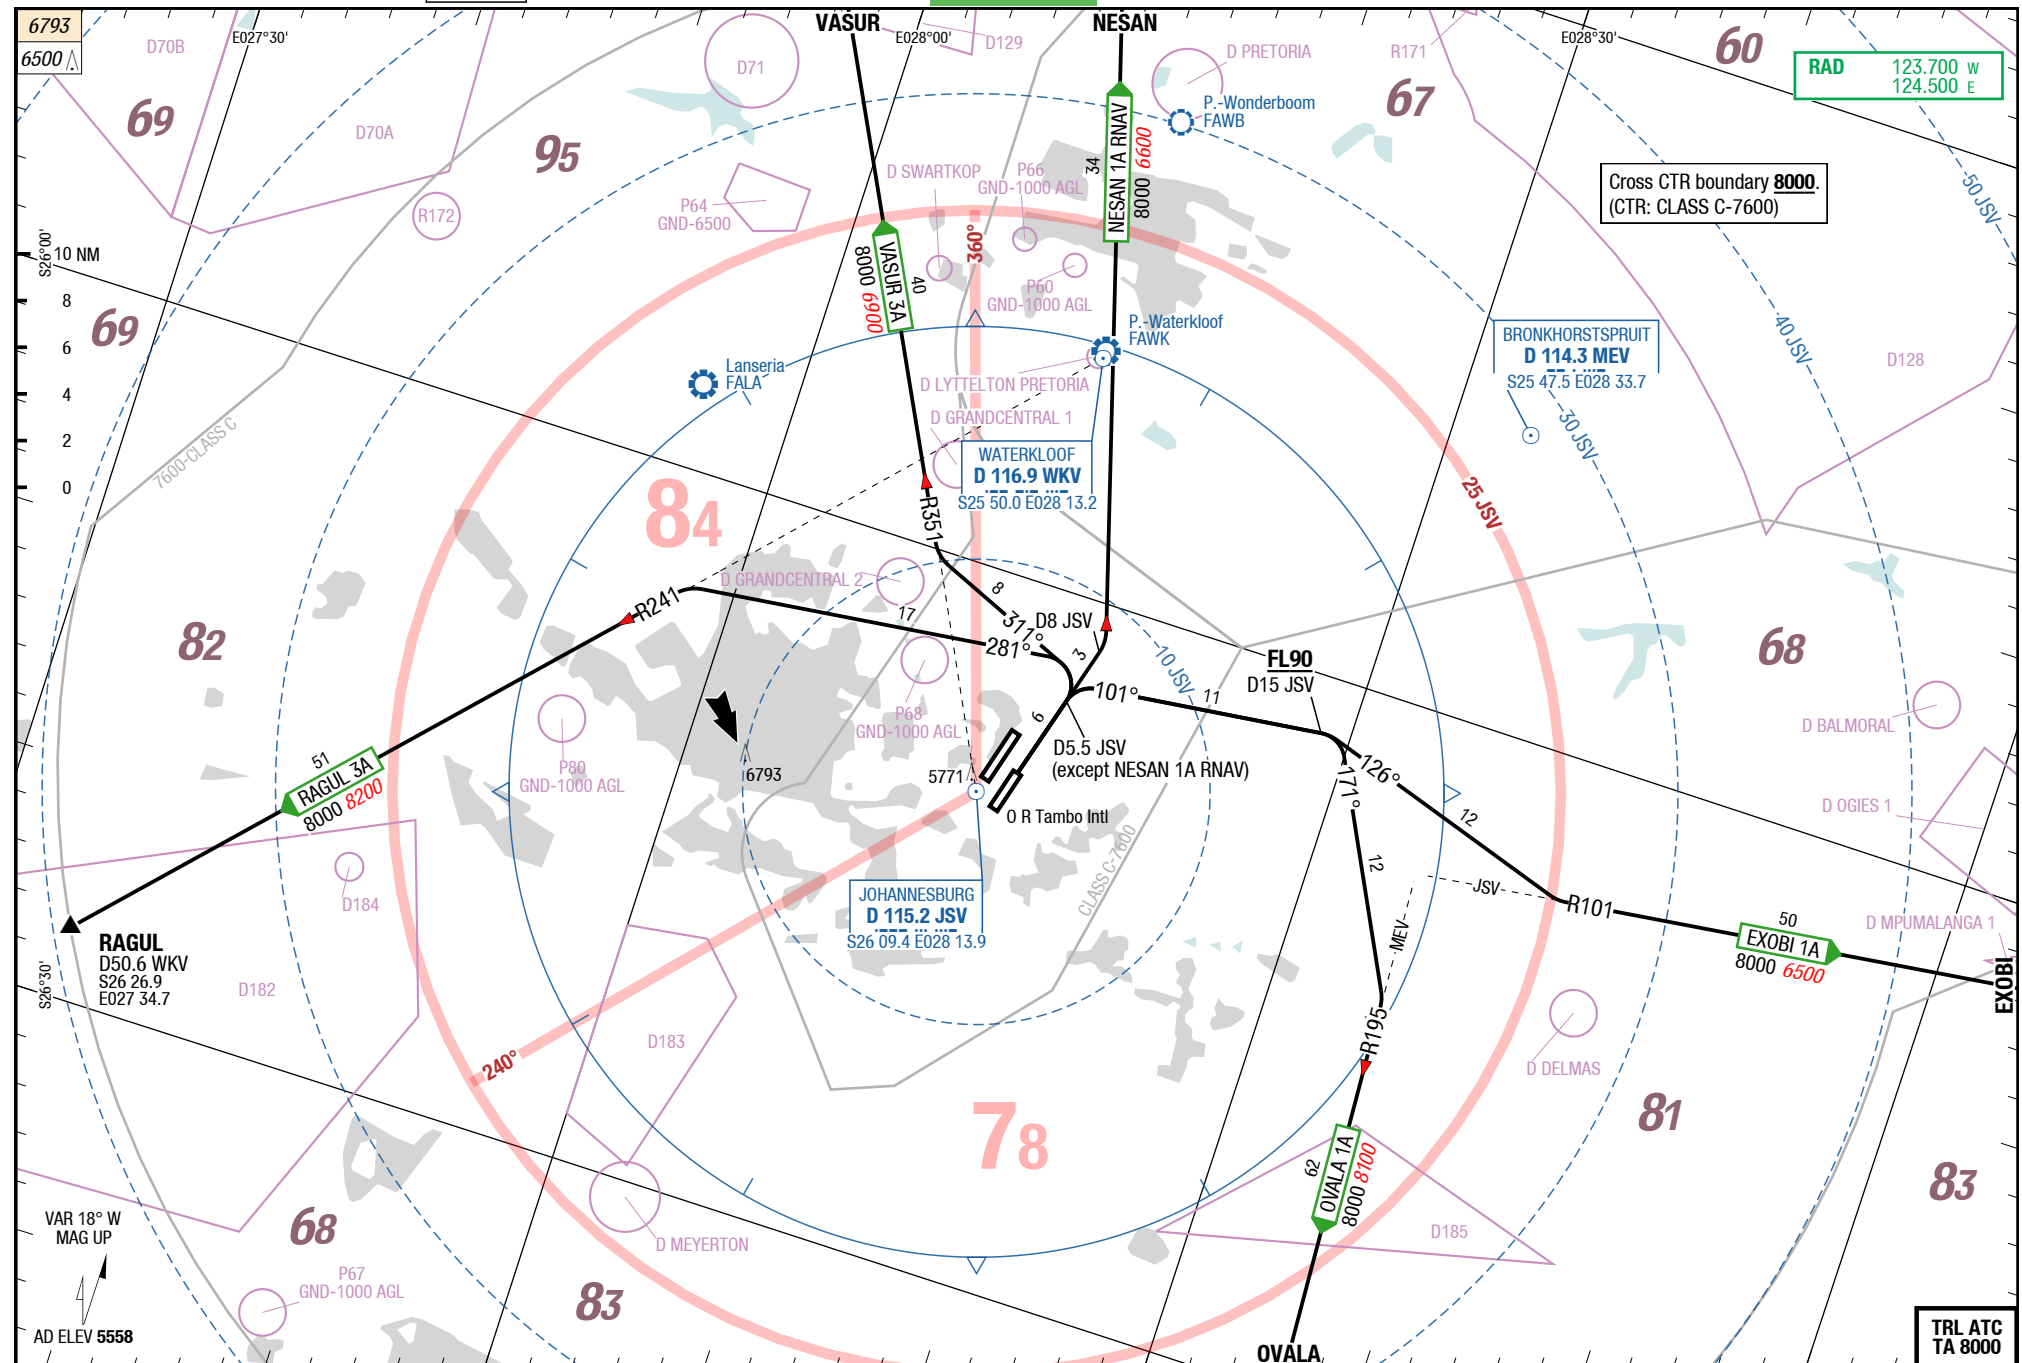 6793
6500
D70B
E027°30'
VASUR
E028°00'
D129
NESAN
D PRETORIA
R171
E028°30'
60
RAD 123.700 W
124.500 E
D71
69
D70A
95
P.-Wonderboom
FAWB
67
NESAN 1A RNAV
34
8000 6600
Cross CTR boundary 8000.
(CTR: CLASS C-7600)
50 JSV
D SWARTKOP
P66
GND-1000 AGL
P64
GND-6500
R172
360°
S26°00'
10 NM
8
6
4
2
0
VASUR 3A
40
8000 6900
P60
GND-1000 AGL
69
P.-Waterkloof
FAWK
Lanseria
FALA
D LYTTELTON PRETORIA
D GRANDCENTRAL 1
BRONKHORSTSPRUIT
D 114.3 MEV
S25 47.5 E028 33.7
40 JSV
30 JSV
D128
7600-CLASS C
WATERKLOOF
D 116.9 WKV
S25 50.0 E028 13.2
25 JSV
84
R351
D GRANDCENTRAL 2
R241
17
8
311°
281°
D8 JSV
3
10 JSV
82
FL90
D15 JSV
68
101°
11
6
P68
GND-1000 AGL
D5.5 JSV
(except NESAN 1A RNAV)
D BALMORAL
P80
GND-1000 AGL
6793
5771
O R Tambo Intl
126°
171°
12
12
D OGIES 1
51
RAGUL 3A
8000 8200
CLASS C-7600
D184
JOHANNESBURG
D 115.2 JSV
S26 09.4 E028 13.9
JSV
MEV
R101
50
EXOBI 1A
8000 6500
D MPUMALANGA 1
EXOBI
RAGUL
D50.6 WKV
S26 26.9
E027 34.7
S26°30'
D182
D183
240°
R195
D DELMAS
78
81
62
OVALA 1A
8000 8100
83
D185
VAR 18° W
MAG UP
68
D MEYERTON
P67
GND-1000 AGL
83
AD ELEV 5558
OVALA
TRL ATC
TA 8000